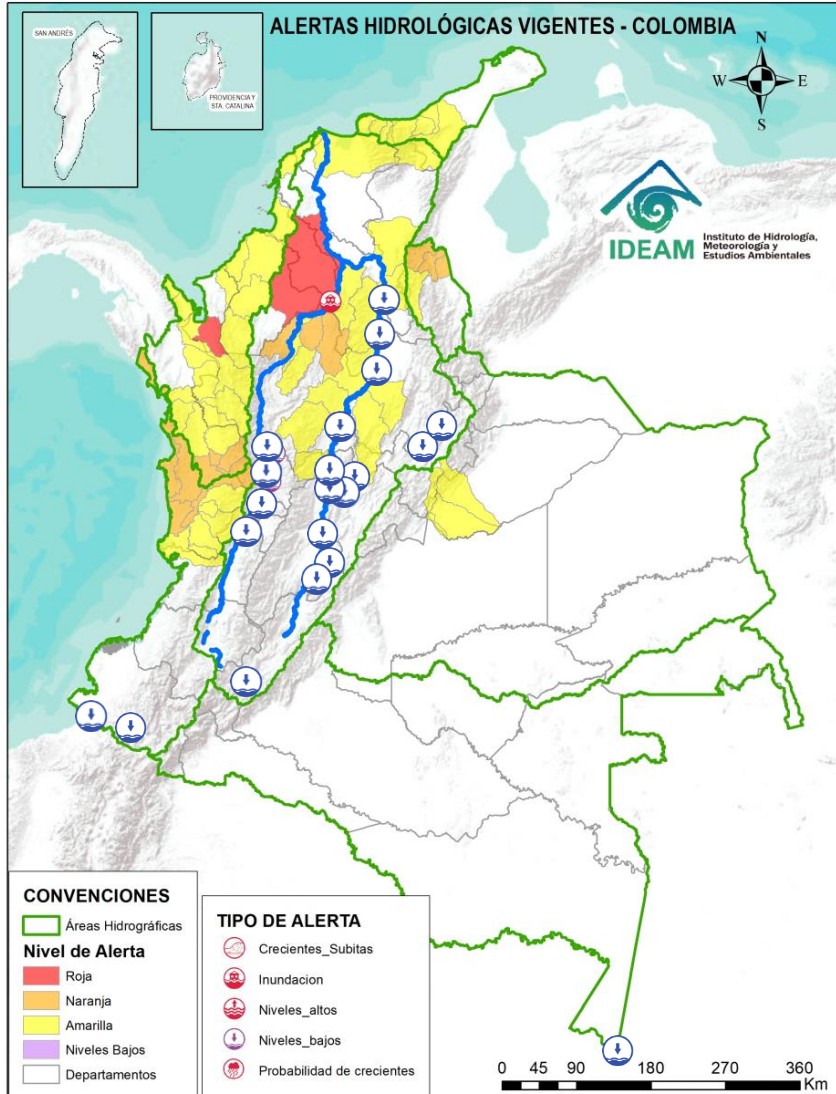 ALERTAS HIDROLÓGICAS VIGENTES - COLOMBIA
SAN ANDRÉS
PROVIDENCIA Y
STA. CATALINA
N
W
E
S
IDEAM
Instituto de Hidrología,
Meteorología y
Estudios Ambientales
CONVENCIONES
Áreas Hidrográficas
Nivel de Alerta
Roja
Naranja
Amarilla
Niveles Bajos
Departamentos
TIPO DE ALERTA
Crecientes_Subitas
Inundacion
Niveles_altos
Niveles_bajos
Probabilidad de crecientes
0 45 90 180 270 360
Km